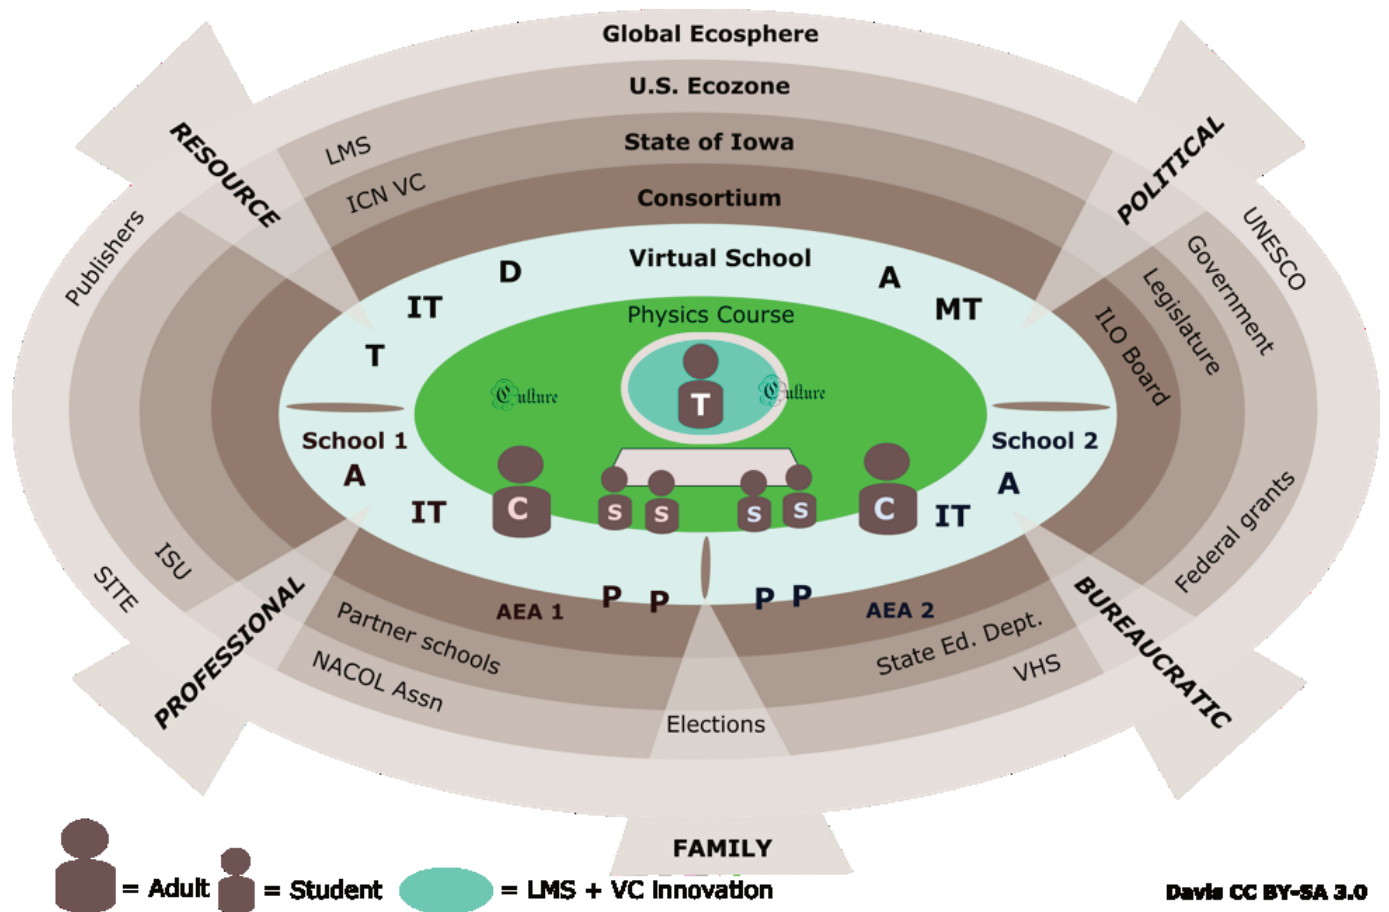 Global Ecosphere
U.S. Ecozone
State of Iowa
Consortium
Virtual School
Physics Course
RESOURCE
POLITICAL
LMS
ICN VC
Publishers
UNESCO
Government
Legislature
ILO Board
D
A
IT
MT
T
Culture
T
Culture
School 1
School 2
A
A
IT
C
S
S
S
S
C
IT
Federal grants
ISU
SITE
PROFESSIONAL
BUREAUCRATIC
AEA 1
P
P
P
P
AEA 2
Partner schools
State Ed. Dept.
NACOL Assn
VHS
Elections
FAMILY
= Adult
= Student
= LMS + VC innovation
Davis CC BY-SA 3.0